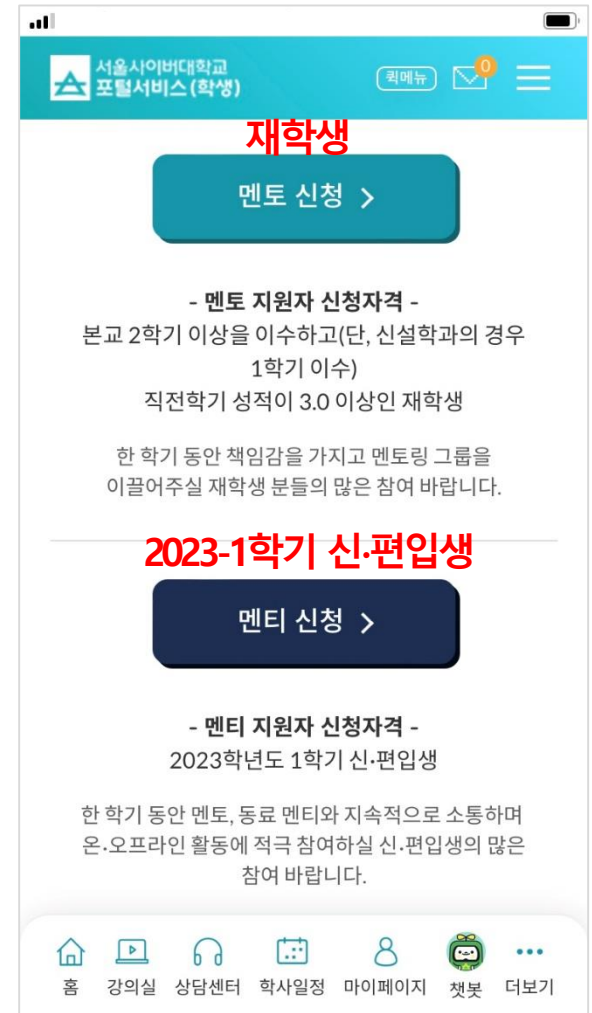 서울사이버대학교
포털서비스(학생)
퀵메뉴
0
재학생
멘토 신청 >
- 멘토 지원자 신청자격 -
본교 2학기 이상을 이수하고(단, 신설학과의 경우
1학기 이수)
직전학기 성적이 3.0 이상인 재학생
한 학기 동안 책임감을 가지고 멘토링 그룹을
이끌어주실 재학생 분들의 많은 참여 바랍니다.
2023-1학기 신·편입생
멘티 신청 >
- 멘티 지원자 신청자격 -
2023학년도 1학기 신·편입생
한 학기 동안 멘토, 동료 멘티와 지속적으로 소통하며
온·오프라인 활동에 적극 참여하실 신·편입생의 많은
참여 바랍니다.
홈 강의실 상담센터 학사일정 마이페이지 챗봇 더보기